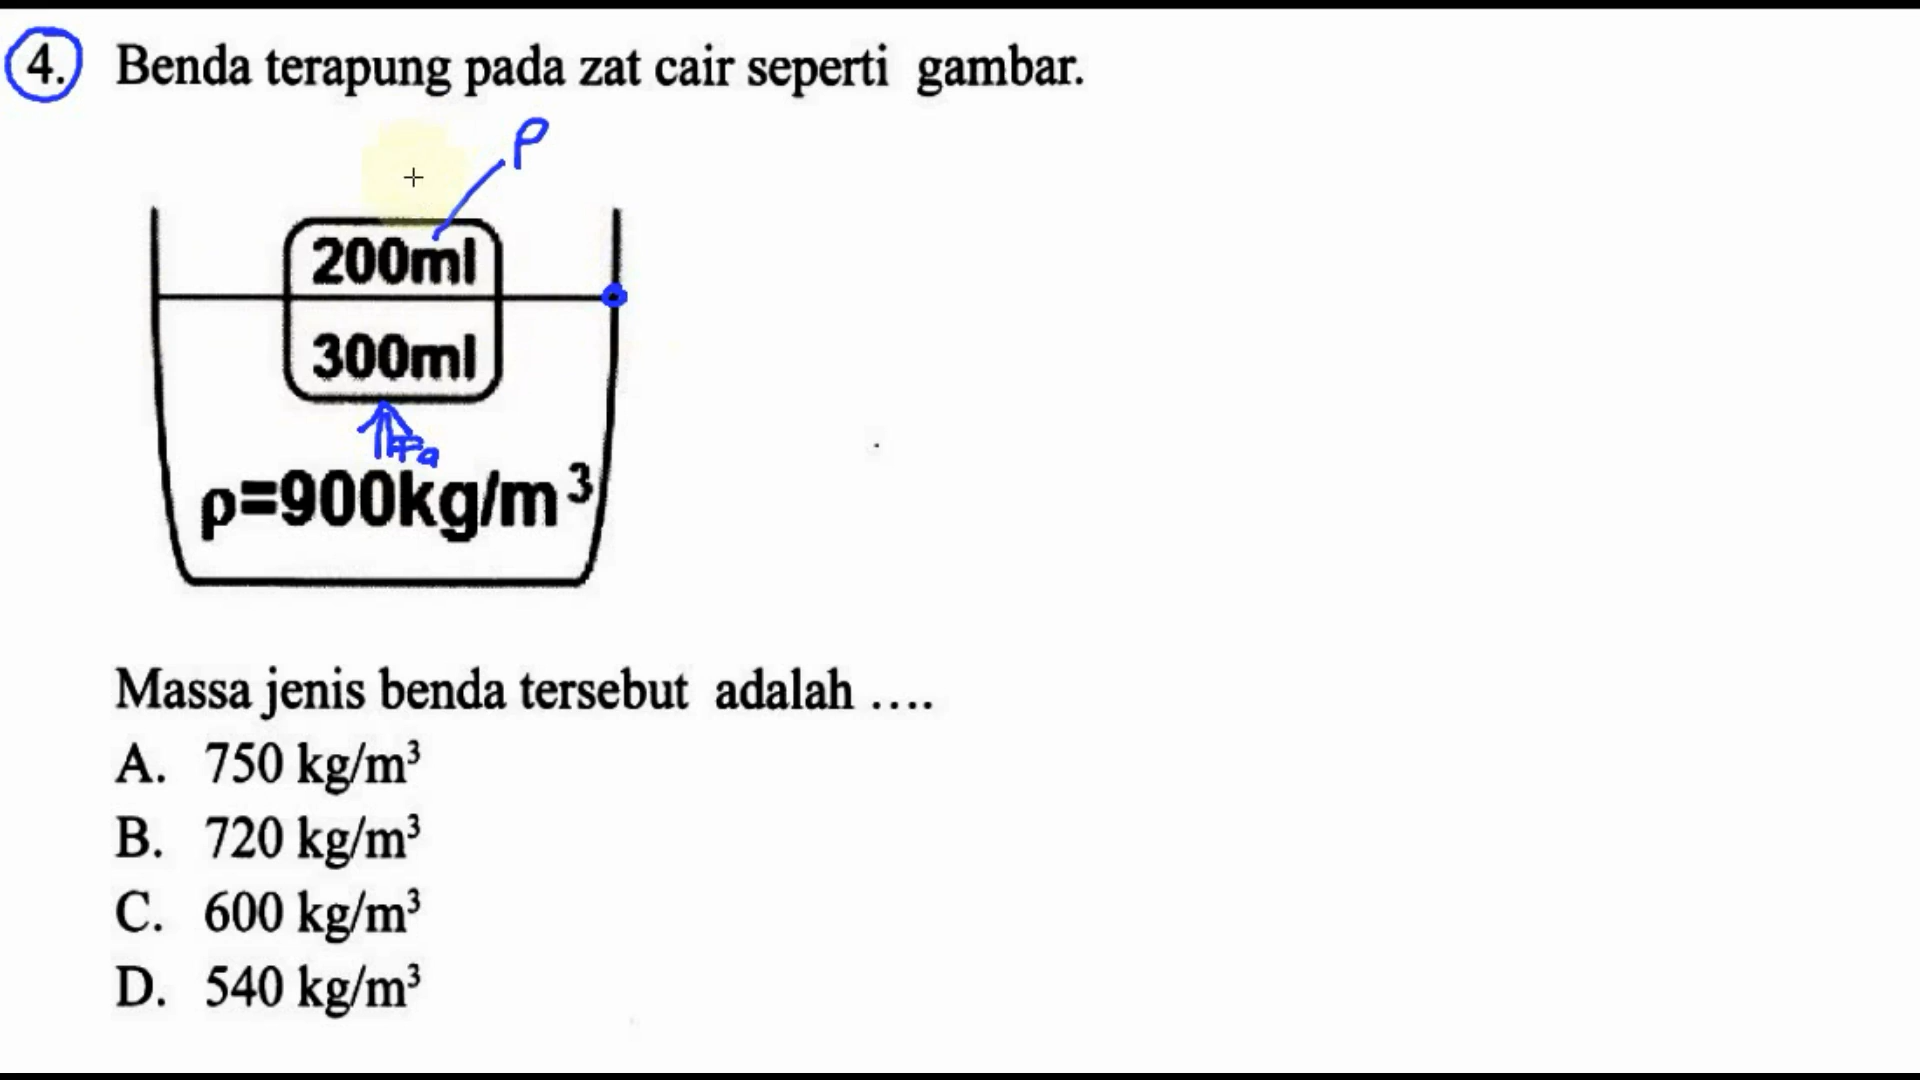 4. Benda terapung pada zat cair seperti gambar.
ρ
200ml
300ml
Fa
ρ=900kg/m³
Massa jenis benda tersebut adalah ....
A. 750 kg/m³
B. 720 kg/m³
C. 600 kg/m³
D. 540 kg/m³